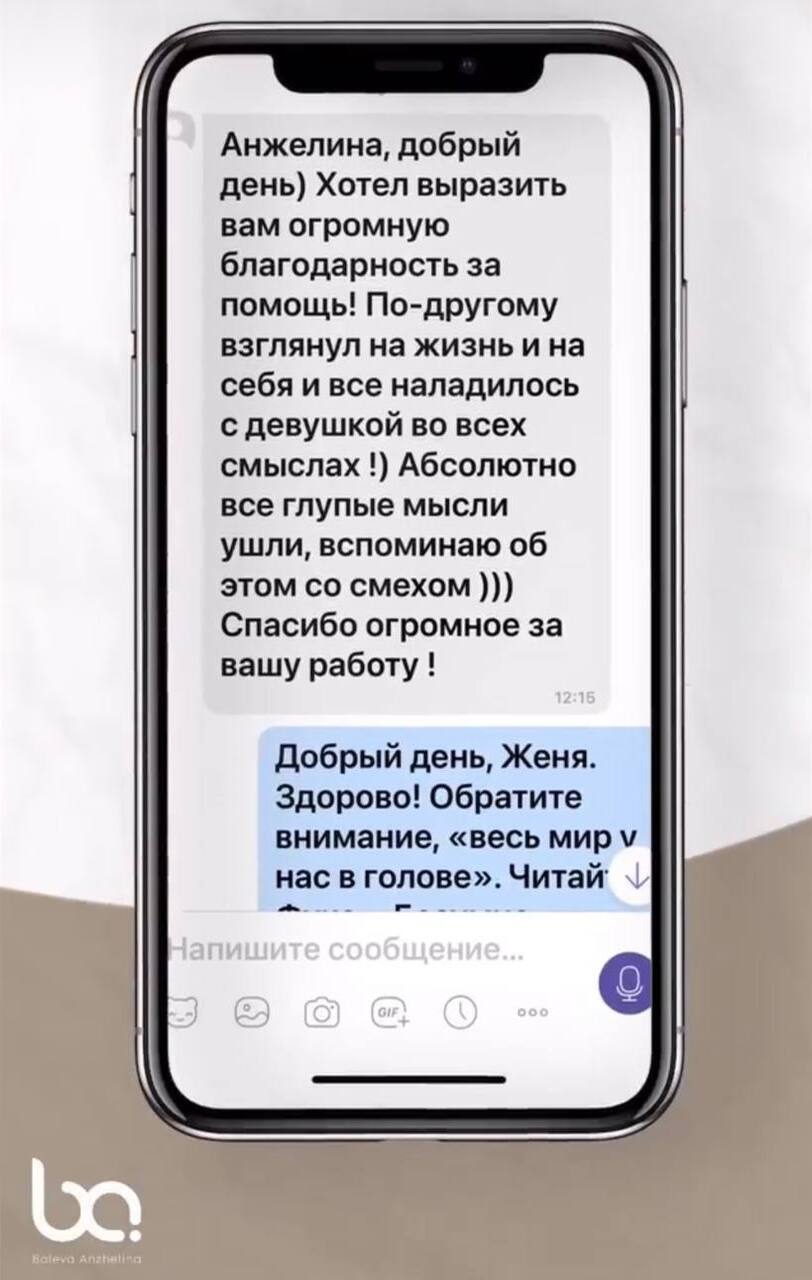 Анжелина, добрый
день) Хотел выразить
вам огромную
благодарность за
помощь! По-другому
взглянул на жизнь и на
себя и все наладилось
с девушкой во всех
смыслах !) Абсолютно
все глупые мысли
ушли, вспоминаю об
этом со смехом )))
Спасибо огромное за
вашу работу !
12:15
Добрый день, Женя.
Здорово! Обратите
внимание, «весь мир у
нас в голове». Читай
Напишите сообщение...
GIF
ba
Baleva Anzhelina